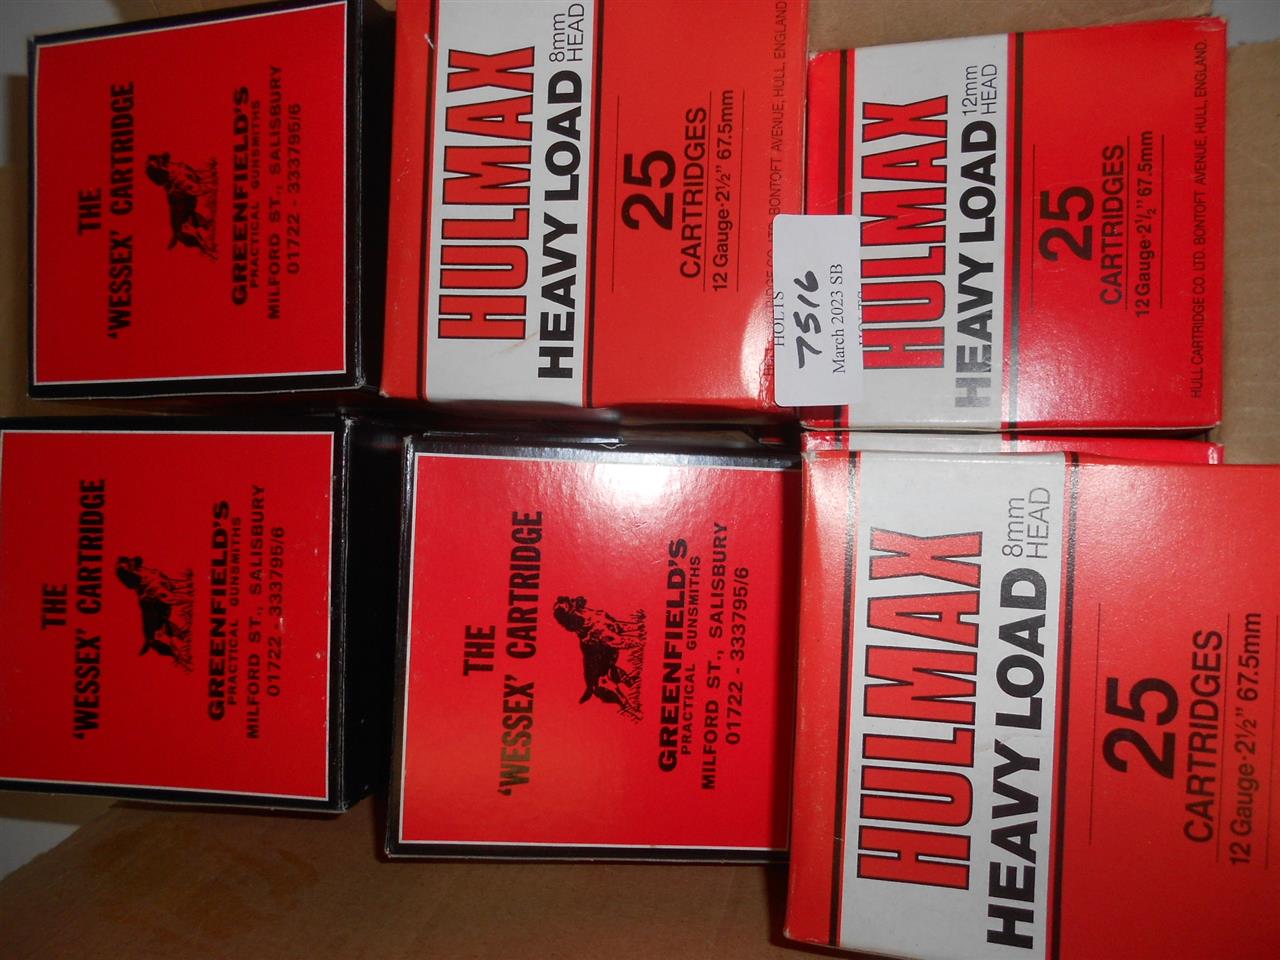 THE
'WESSEX' CARTRIDGE
GREENFIELD'S
PRACTICAL GUNSMITHS
MILFORD ST., SALISBURY
01722 - 333795/6
HULMAX
HEAVY LOAD
8mm
HEAD
25
CARTRIDGES
12 Gauge·2½" 67.5mm
BONTOFT AVENUE, HULL, ENGLAND
HOLTS
7516
March 2023 SB
HULMAX
HEAVY LOAD
12mm
HEAD
25
CARTRIDGES
12 Gauge·2½" 67.5mm
HULL CARTRIDGE CO. LTD. BONTOFT AVENUE, HULL, ENGLAND.
THE
'WESSEX' CARTRIDGE
GREENFIELD'S
PRACTICAL GUNSMITHS
MILFORD ST., SALISBURY
01722 - 333795/6
THE
'WESSEX' CARTRIDGE
GREENFIELD'S
PRACTICAL GUNSMITHS
MILFORD ST., SALISBURY
01722 - 333795/6
HULMAX
HEAVY LOAD
8mm
HEAD
25
CARTRIDGES
12 Gauge·2½" 67.5mm